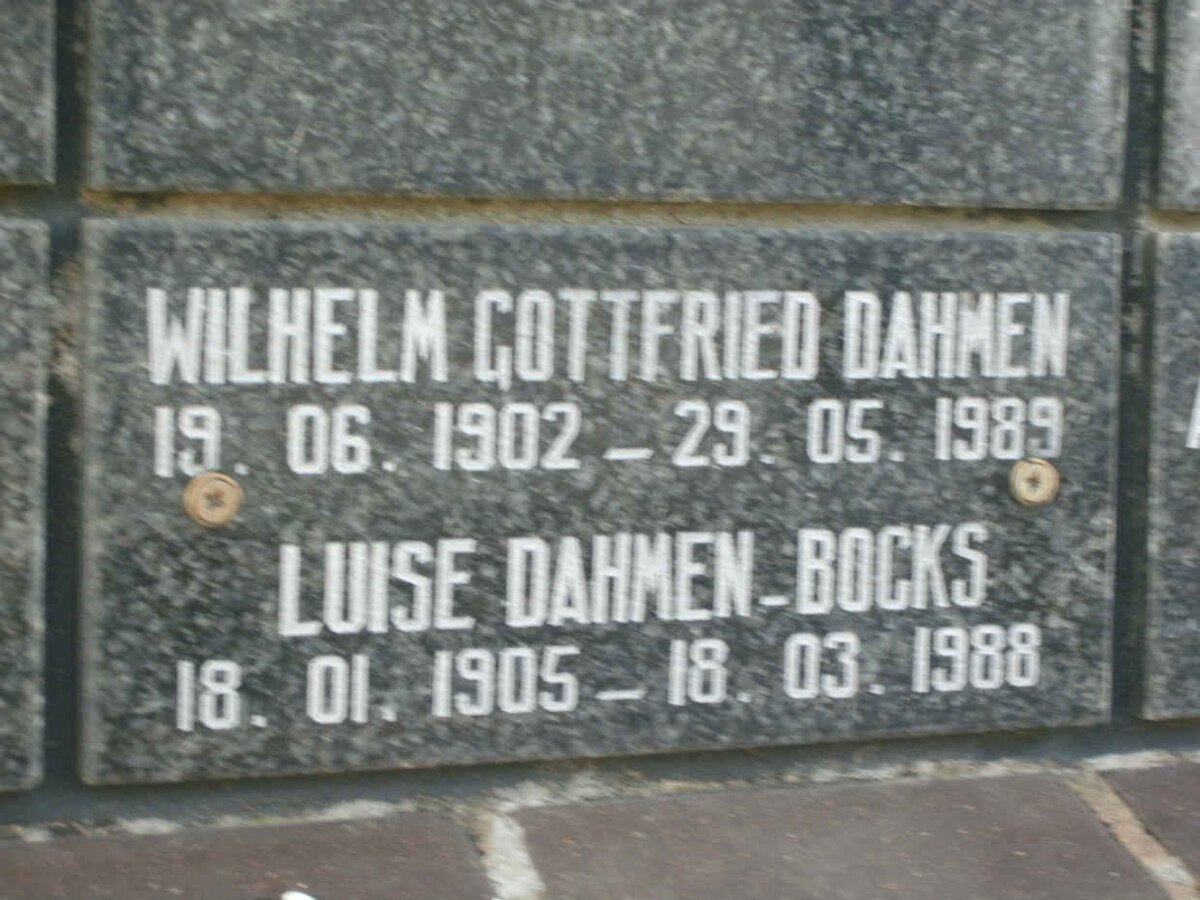 WILHELM GOTTFRIED DAHMEN
19. 06. 1902 – 29. 05. 1989
LUISE DAHMEN-BOCKS
18. 01. 1905 – 18. 03. 1988